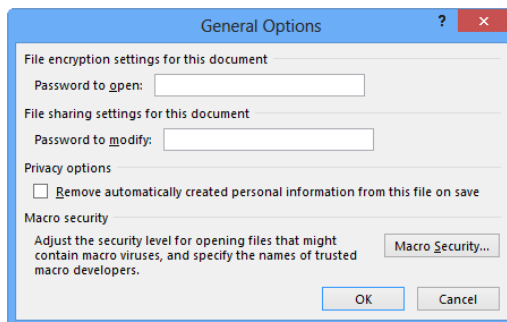 General Options
?
×
File encryption settings for this document
Password to open:
File sharing settings for this document
Password to modify:
Privacy options
Remove automatically created personal information from this file on save
Macro security
Adjust the security level for opening files that might
contain macro viruses, and specify the names of trusted
macro developers.
Macro Security...
OK
Cancel